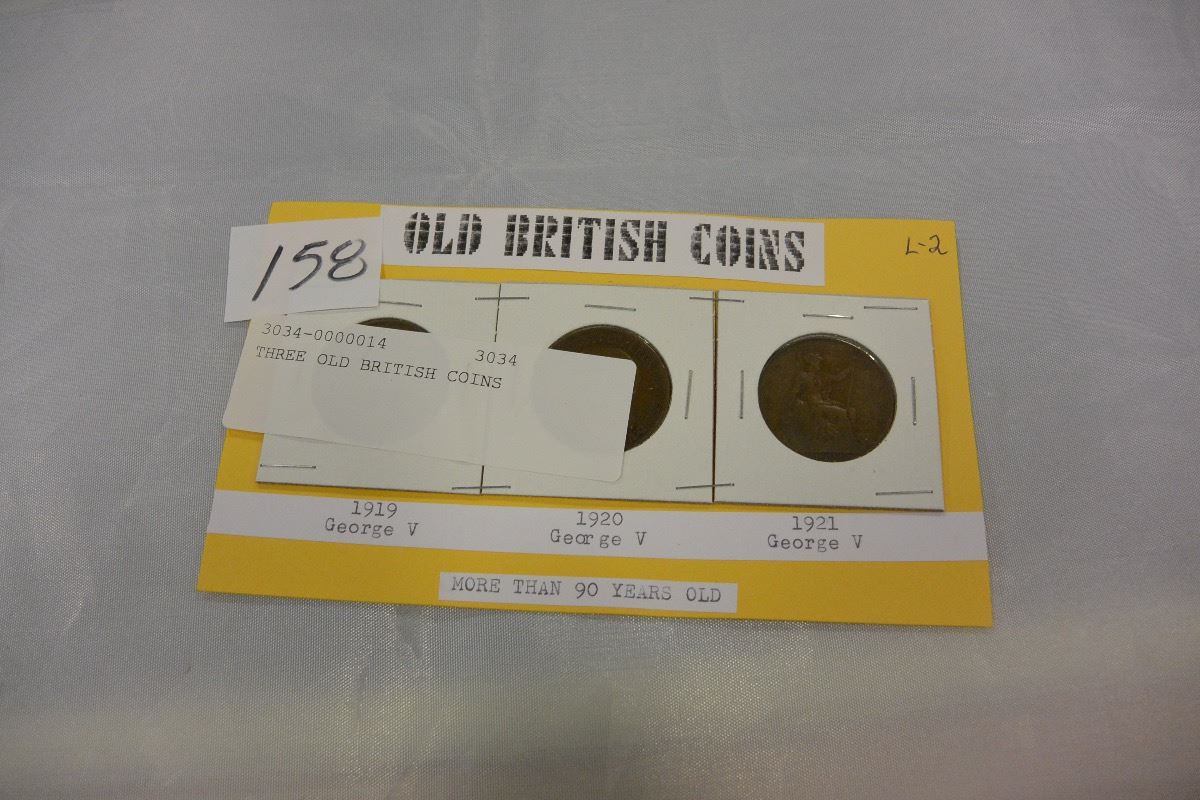 OLD BRITISH COINS
L-2
158
3034-0000014 3034
THREE OLD BRITISH COINS
1919
George V
1920
George V
1921
George V
MORE THAN 90 YEARS OLD